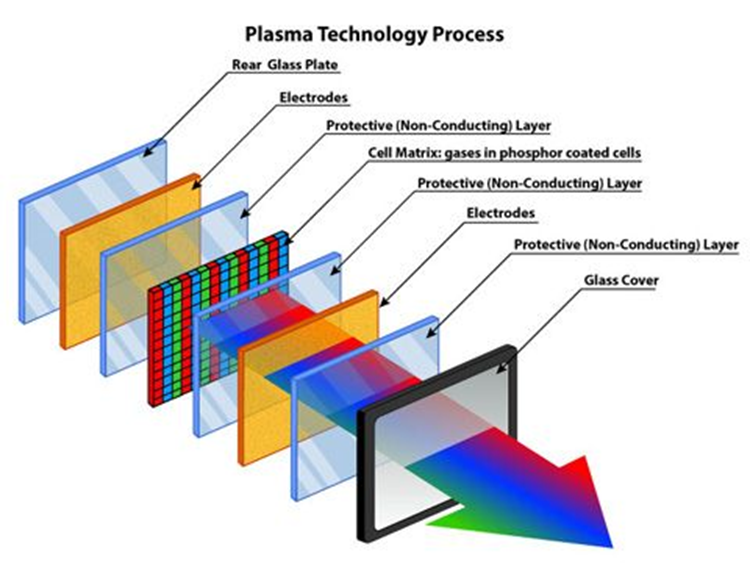 Plasma Technology Process
Rear Glass Plate
Electrodes
Protective (Non-Conducting) Layer
Cell Matrix: gases in phosphor coated cells
Protective (Non-Conducting) Layer
Electrodes
Protective (Non-Conducting) Layer
Glass Cover